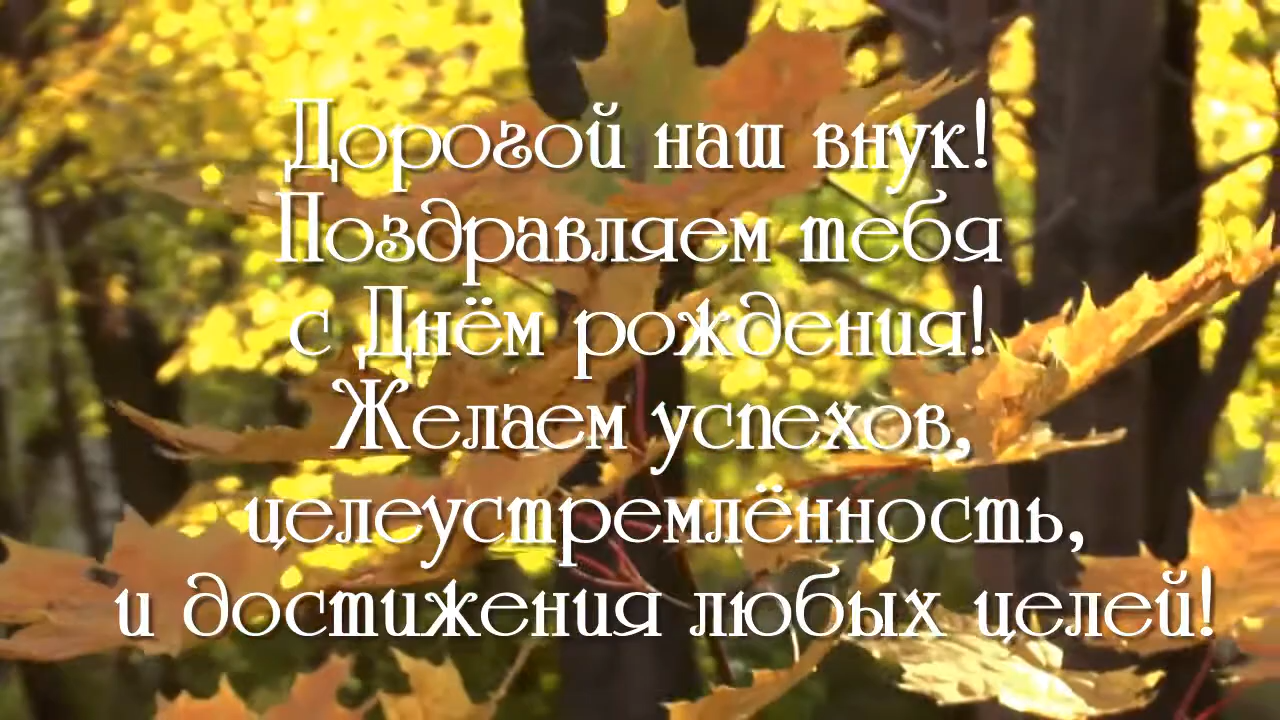 Дорогой наш внук!
Поздравляем тебя
с Днём рождения!
Желаем успехов,
целеустремлённость,
и достижения любых целей!